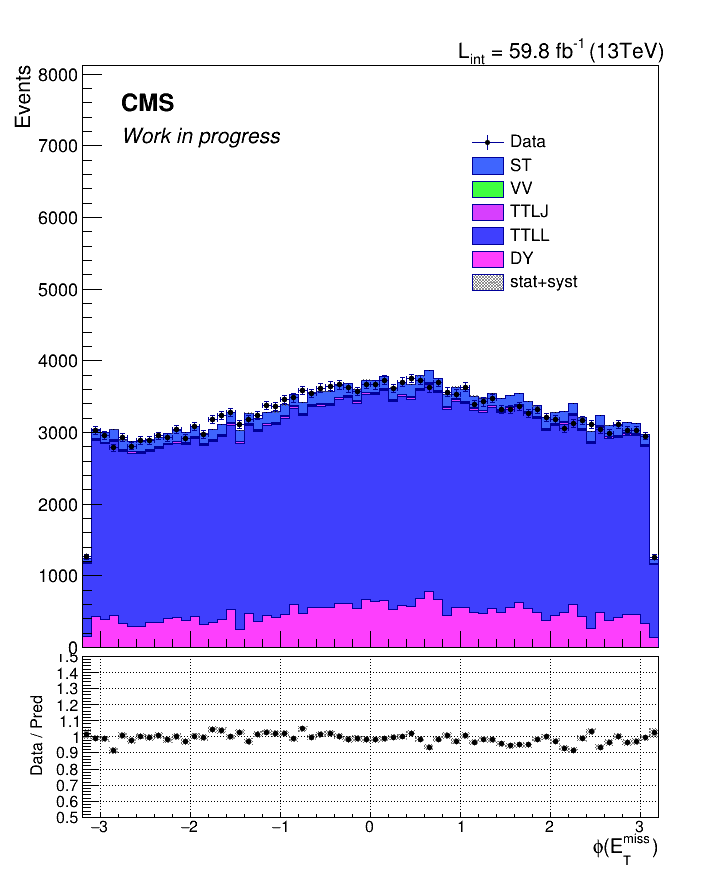 L_int = 59.8 fb^-1 (13TeV)
Events
8000
7000
6000
5000
4000
3000
2000
1000
0
CMS
Work in progress
Data
ST
VV
TTLJ
TTLL
DY
stat+syst
Data / Pred
1.5
1.4
1.3
1.2
1.1
1
0.9
0.8
0.7
0.6
0.5
−3 −2 −1 0 1 2 3
ϕ(E_T^miss)